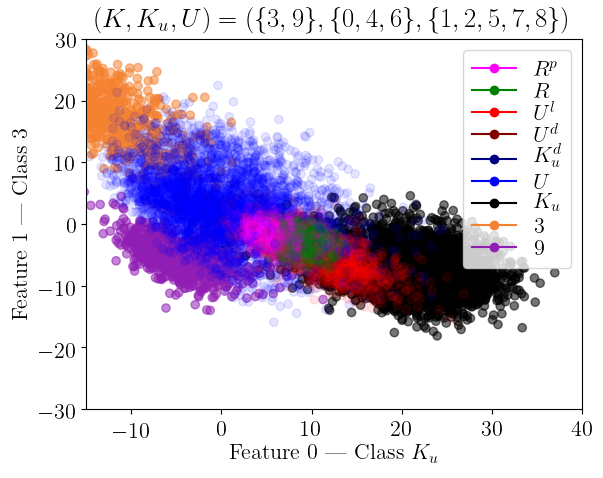 (K, K_u, U) = ({3, 9}, {0, 4, 6}, {1, 2, 5, 7, 8})
30
20
10
0
−10
−20
−30
Feature 1 — Class 3
−10
0
10
20
30
40
Feature 0 — Class K_u
R^p
R
U^l
U^d
K_u^d
U
K_u
3
9